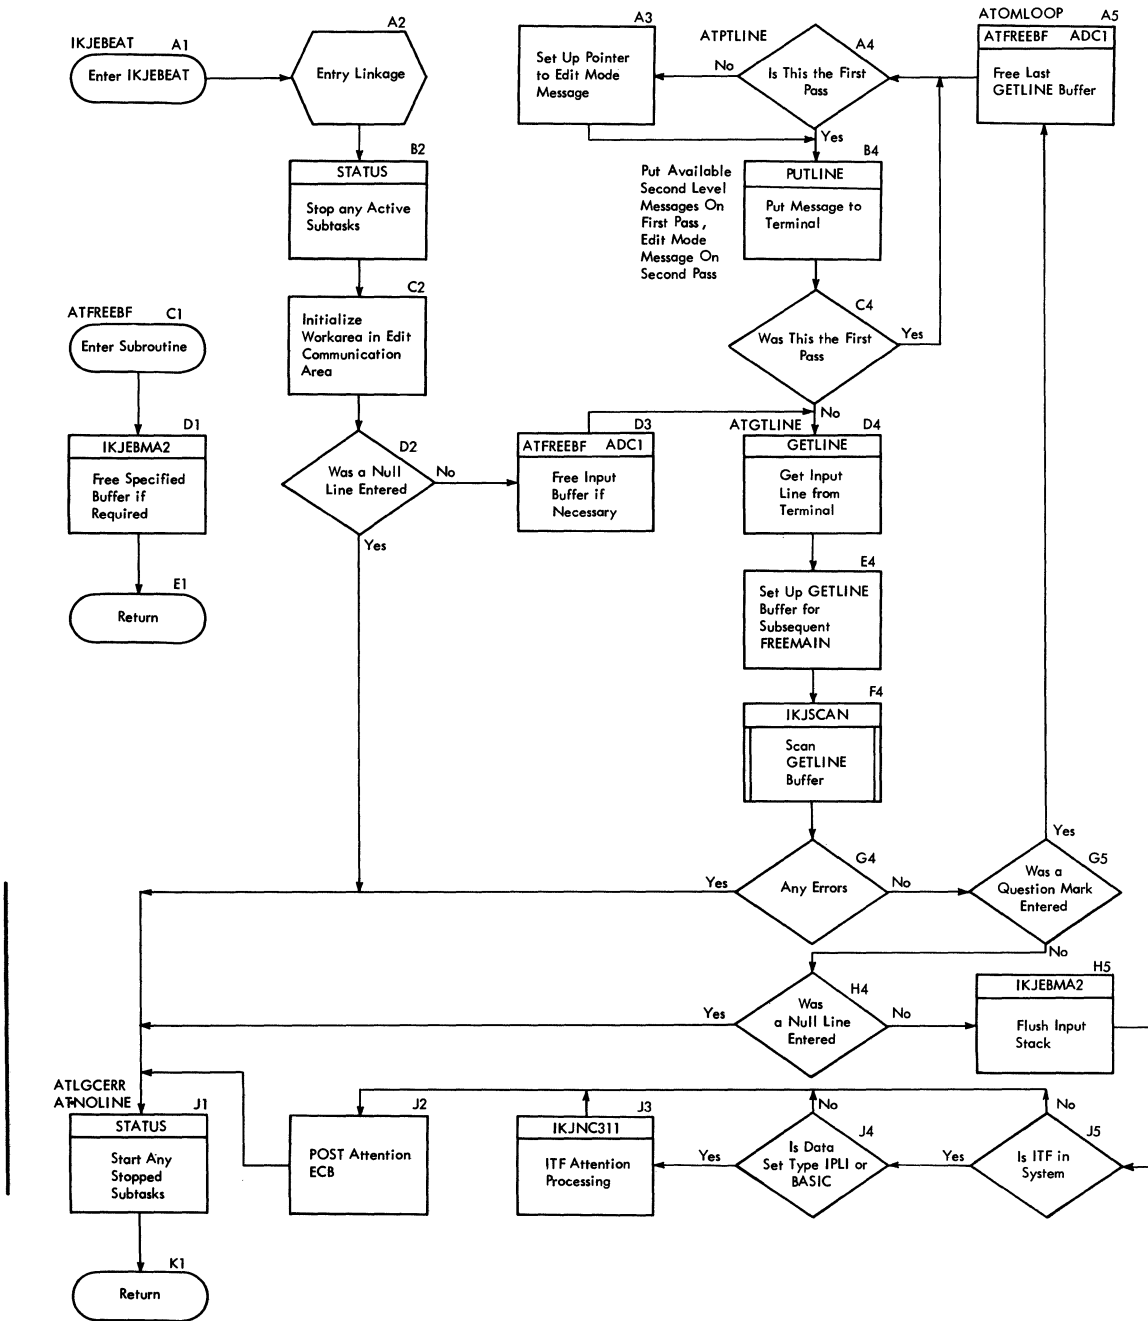 IKJEBEAT A1
Enter IKJEBEAT
A2
Entry Linkage
A3
Set Up Pointer
to Edit Mode
Message
ATPTLINE
A4
Is This the First
Pass
No
Yes
ATOMLOOP A5
ATFREEBF ADC1
Free Last
GETLINE Buffer
B2
STATUS
Stop any Active
Subtasks
Put Available
Second Level
Messages On
First Pass,
Edit Mode
Message On
Second Pass
B4
PUTLINE
Put Message to
Terminal
ATFREEBF C1
Enter Subroutine
C2
Initialize
Workarea in Edit
Communication
Area
C4
Was This the First
Pass
Yes
No
D1
IKJEBMA2
Free Specified
Buffer if
Required
D2
Was a Null
Line Entered
No
Yes
D3
ATFREEBF ADC1
Free Input
Buffer if
Necessary
ATGTLINE
D4
GETLINE
Get Input
Line from
Terminal
E1
Return
E4
Set Up GETLINE
Buffer for
Subsequent
FREEMAIN
F4
IKJSCAN
Scan
GETLINE
Buffer
G4
Any Errors
Yes
No
G5
Was a
Question Mark
Entered
Yes
No
H4
Was
a Null Line
Entered
Yes
No
H5
IKJEBMA2
Flush Input
Stack
ATLGCERR
ATNOLINE
J1
STATUS
Start Any
Stopped
Subtasks
J2
POST Attention
ECB
J3
IKJNC311
ITF Attention
Processing
J4
Is Data
Set Type IPLI or
BASIC
Yes
No
J5
Is ITF in
System
Yes
No
K1
Return